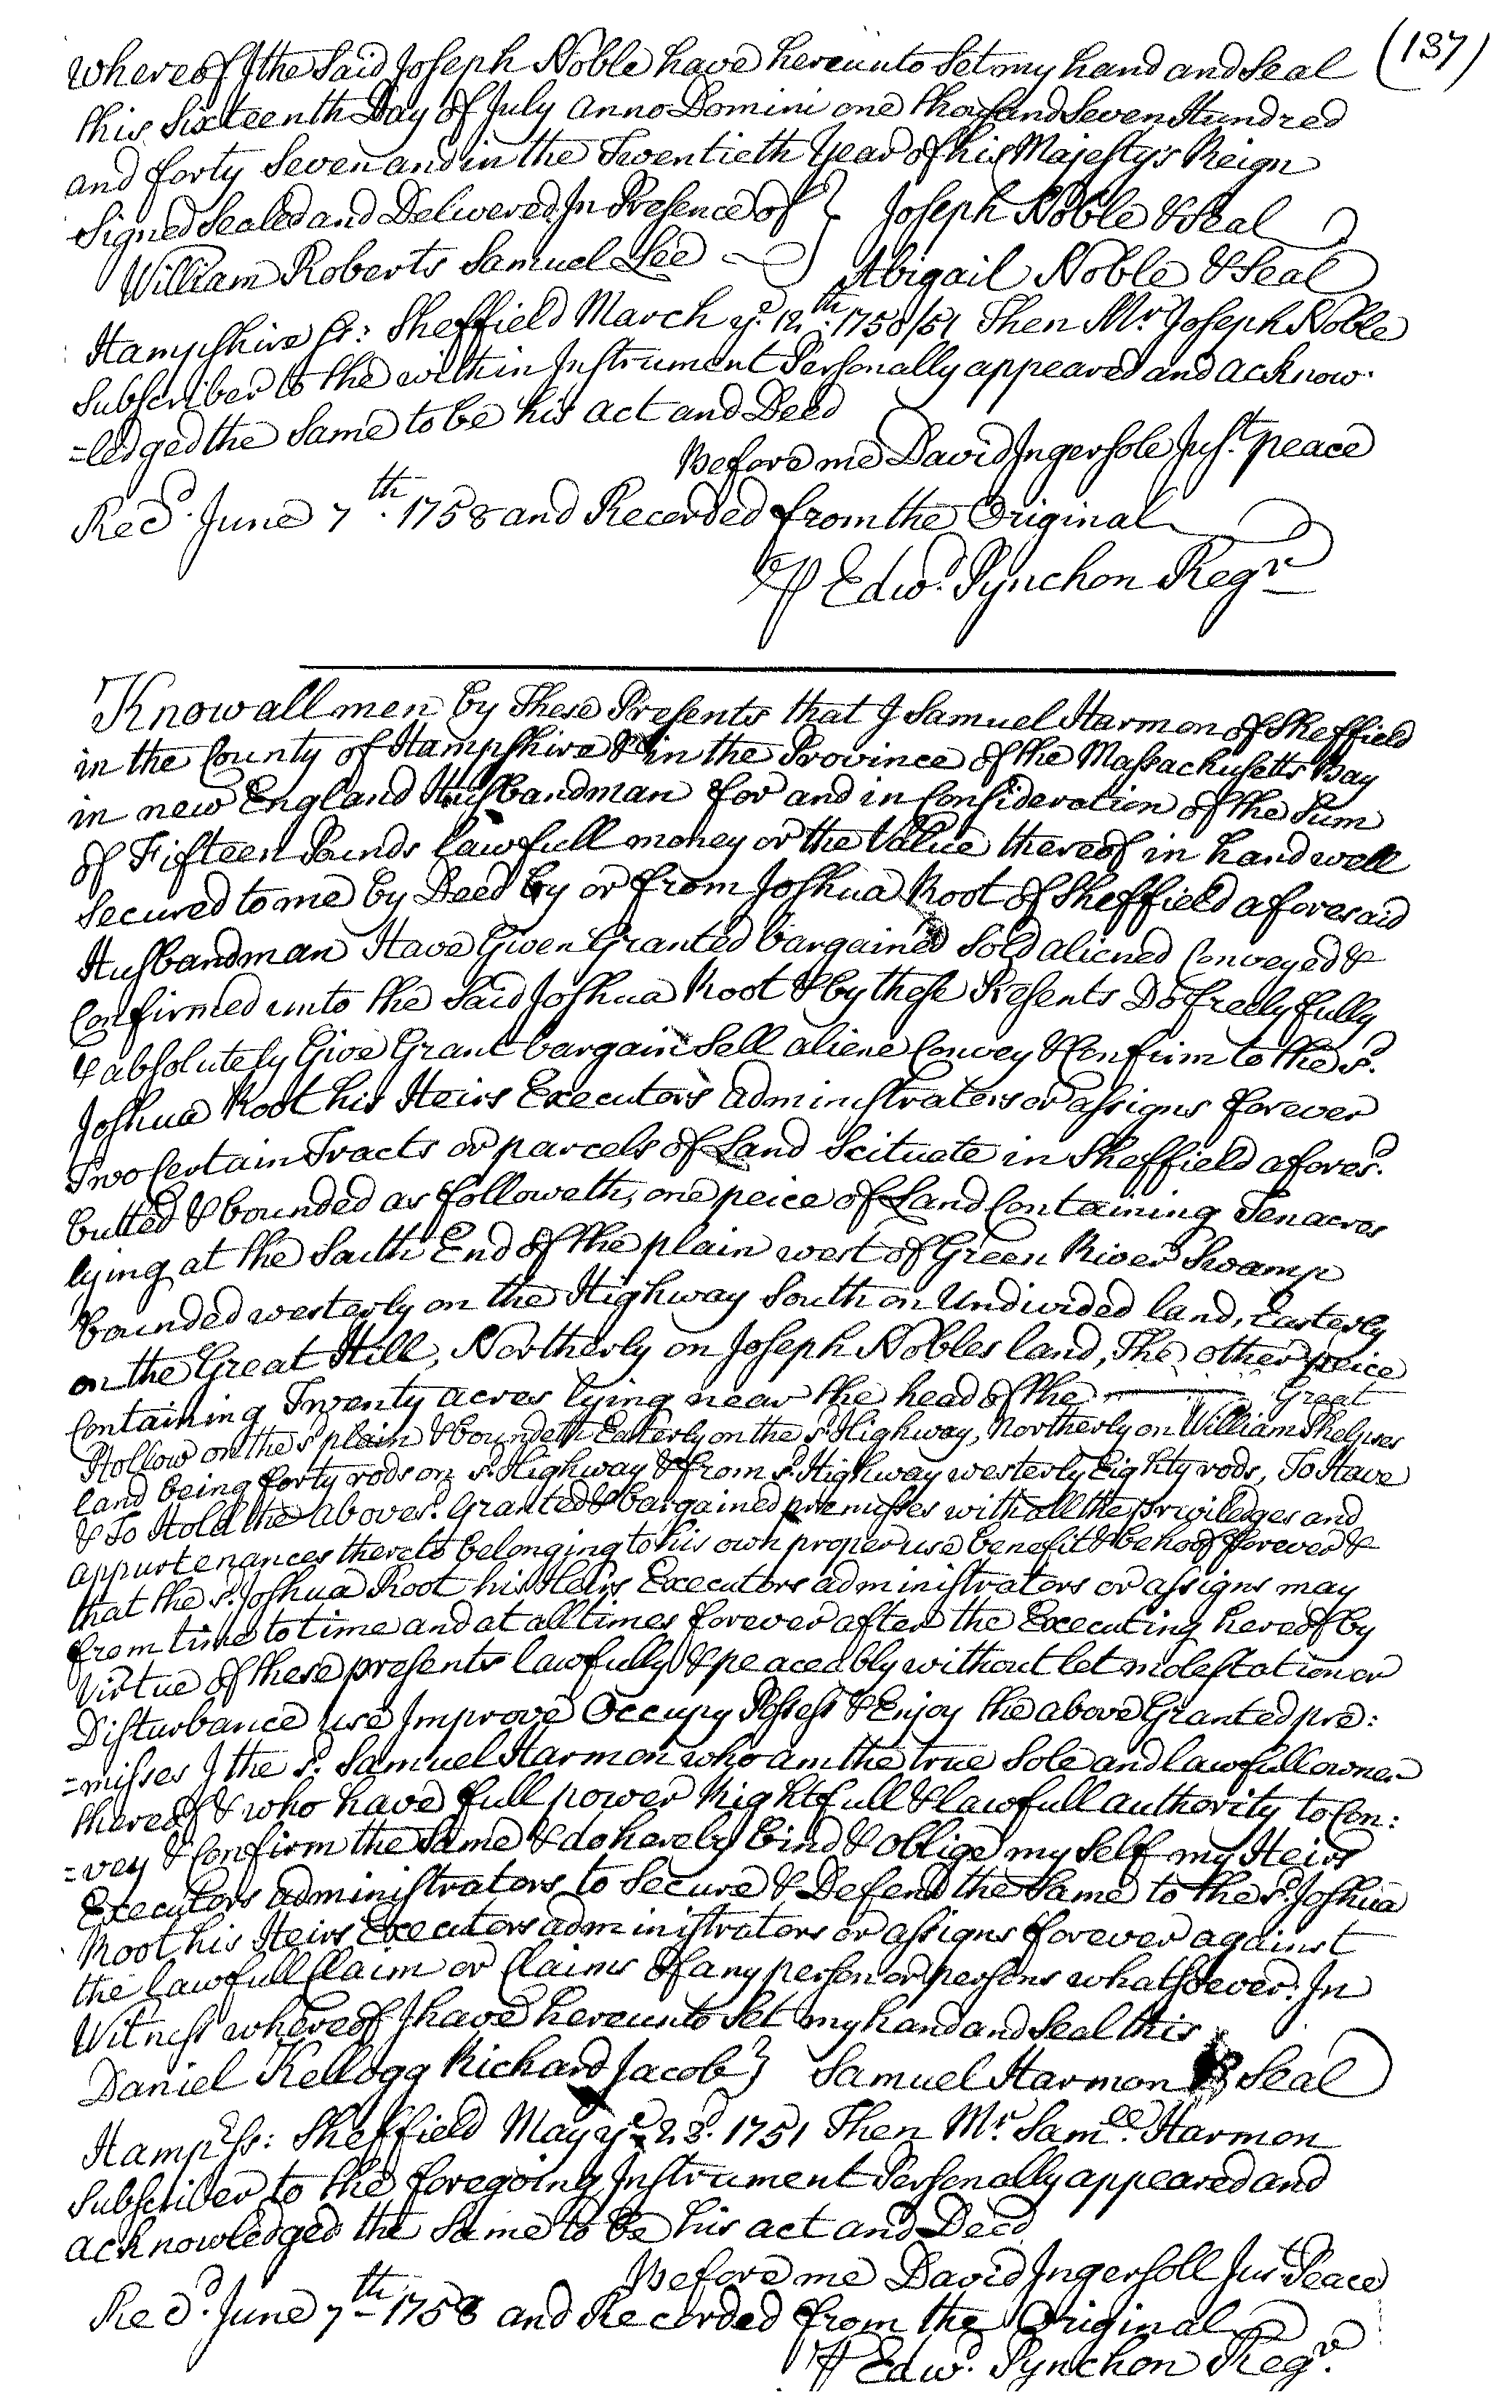 (137)
whereof I the Said Joseph Noble have hereunto Set my hand and Seal
this Sixteenth Day of July Anno Domini one thousand Seven Hundred
and forty Seven and in the Twentieth Year of his Majesty's Reign
Signed Sealed and Delivered In Presence of } Joseph Noble & Seal
William Roberts Samuel Lee } Abigail Noble & Seal
Hampshire Ss: Sheffield March ye. 12th. 1750/51 Then Mr. Joseph Noble
Subscriber to the within Instrument Personally appeared and acknow-
=ledged the Same to be his act and Deed
Before me David Ingersole Just. peace
Recd. June 7th. 1758 and Recorded from the Original
⅌ Edwd. Pynchon Regr
Know all men by These Presents that I Samuel Harmon of Sheffield
in the County of Hampshire & in the Province of the Massachusetts Bay
in new England Husbandman for and in Consideration of the Sum
of Fifteen Pounds lawfull money or the Value thereof in hand well
Secured to me by Deed by or from Joshua Root of Sheffield aforesaid
Husbandman Have Given Granted bargained Sold aliened Conveyed &
Confirmed unto the Said Joshua Root & by these Presents Do freely fully
& absolutely Give Grant bargain Sell aliene Convey & Confirm to the sd.
Joshua Root his Heirs Executors administrators or assigns forever
Two Certain Tracts or parcels of Land Scituate in Sheffield aforesd.
butted & bounded as followeth, one peice of Land Containing Ten acres
lying at the South End of the plain west of Green River Swamp
bounded westerly on the Highway South on Undivided land, Easterly
on the Great Hill, Northerly on Joseph Nobles land, The other peice
Containing Twenty acres lying near the head of the Great
Hollow on the sd plain & boundeth Easterly on the sd. Highway, Northerly on William Phelpses
land being forty rods on sd. Highway & from sd. Highway westerly Eighty rods, To Have
& To Hold the abovesd. Granted & bargained premisses with all the priviledges and
appurtenances thereto belonging to his own proper use benefit & behoof forever &
that the sd. Joshua Root his Heirs Executors administrators or assigns may
from time to time and at all times forever after the Executing hereof by
Virtue of these presents lawfully & peaceably without let molestation or
Disturbance use Improve Occupy Possess & Enjoy the above Granted pre:
=misses I the sd. Samuel Harmon who am the true Sole and lawfull owner
thereof & who have full power Rightfull & lawfull authority to Con:
=vey & Confirm the Same & do hereby bind & Oblige my Self my Heirs
Executors administrators to Secure & Defend the Same to the sd. Joshua
Root his Heirs Executors administrators or assigns forever against
the lawfull Claim or Claims of any person or persons whatsoever. In
Witness whereof I have hereunto Set my hand and Seal this
Daniel Kellogg Richard Jacob } Samuel Harmon & Seal
Hampr. Ss: Sheffield May ye 23d. 1751 Then Mr. Samll. Harmon
Subscriber to the foregoing Instrument Personally appeared and
acknowledged the Same to be his act and Deed
Before me David Ingersoll Just Peace
Recd. June 7th 1758 and Recorded from the Original
⅌ Edwd. Pynchon Regr.